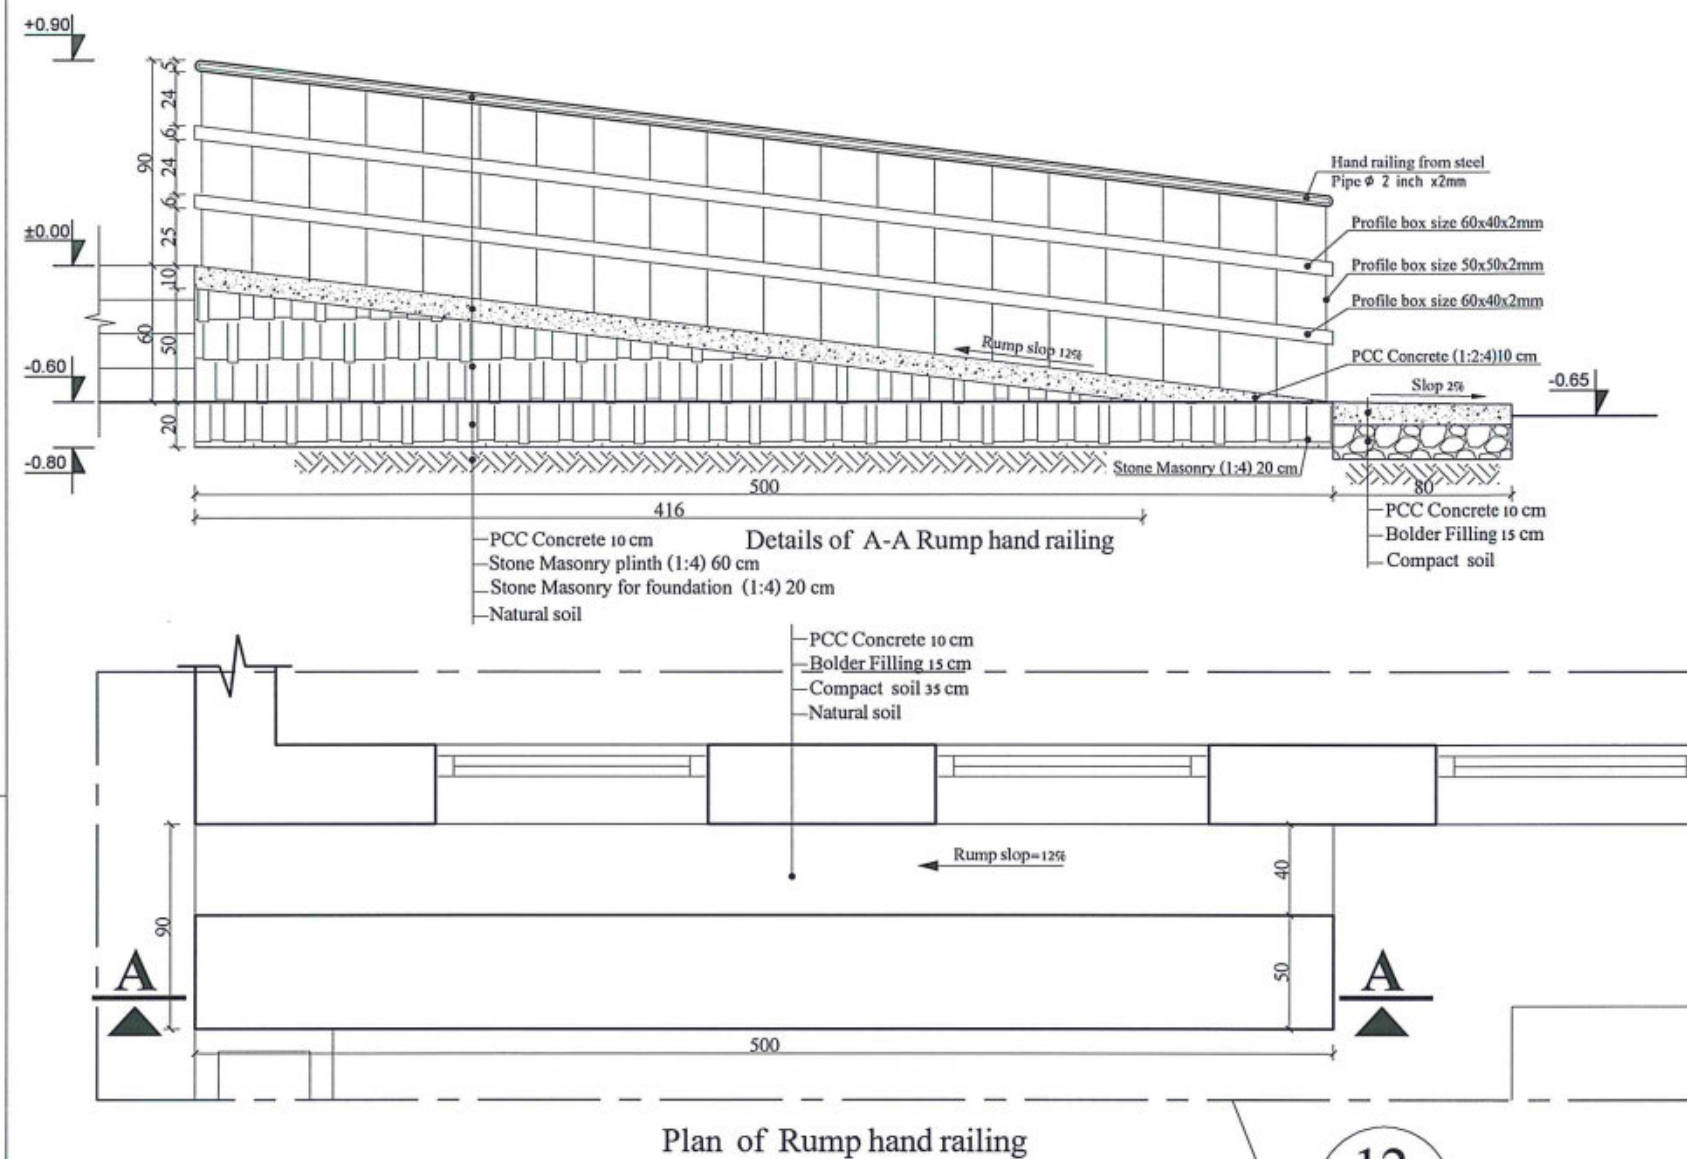 +0.90
5
24
6
90
24
6
Hand railing from steel
Pipe ϕ 2 inch x2mm
Profile box size 60x40x2mm
±0.00
25
Profile box size 50x50x2mm
10
Profile box size 60x40x2mm
60
50
Rump slop 12%
PCC Concrete (1:2:4)10 cm
-0.60
Slop 2%
-0.65
20
-0.80
Stone Masonry (1:4) 20 cm
500
80
416
PCC Concrete 10 cm
Bolder Filling 15 cm
Compact soil
Details of A-A Rump hand railing
PCC Concrete 10 cm
Stone Masonry plinth (1:4) 60 cm
Stone Masonry for foundation (1:4) 20 cm
Natural soil
PCC Concrete 10 cm
Bolder Filling 15 cm
Compact soil 35 cm
Natural soil
Rump slop=12%
40
90
50
A
A
500
Plan of Rump hand railing